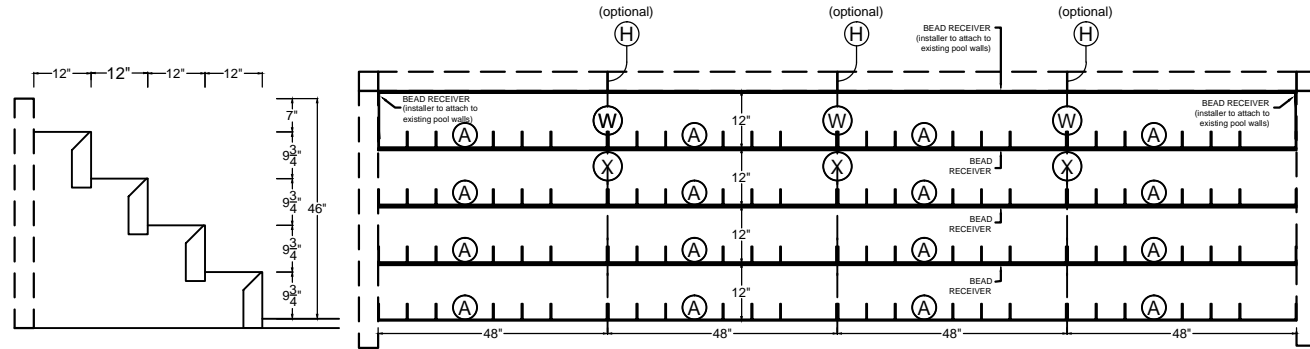 12"
12"
12"
12"
7"
9 3/4"
9 3/4"
46"
9 3/4"
9 3/4"
(optional)
H
(optional)
H
(optional)
H
BEAD RECEIVER
(installer to attach to
existing pool walls)
BEAD RECEIVER
(installer to attach to
existing pool walls)
BEAD RECEIVER
(installer to attach to
existing pool walls)
A
W
A
12"
W
A
W
A
X
X
X
BEAD
RECEIVER
A
A
12"
A
A
BEAD
RECEIVER
A
A
12"
A
A
BEAD
RECEIVER
A
A
12"
A
A
48"
48"
48"
48"